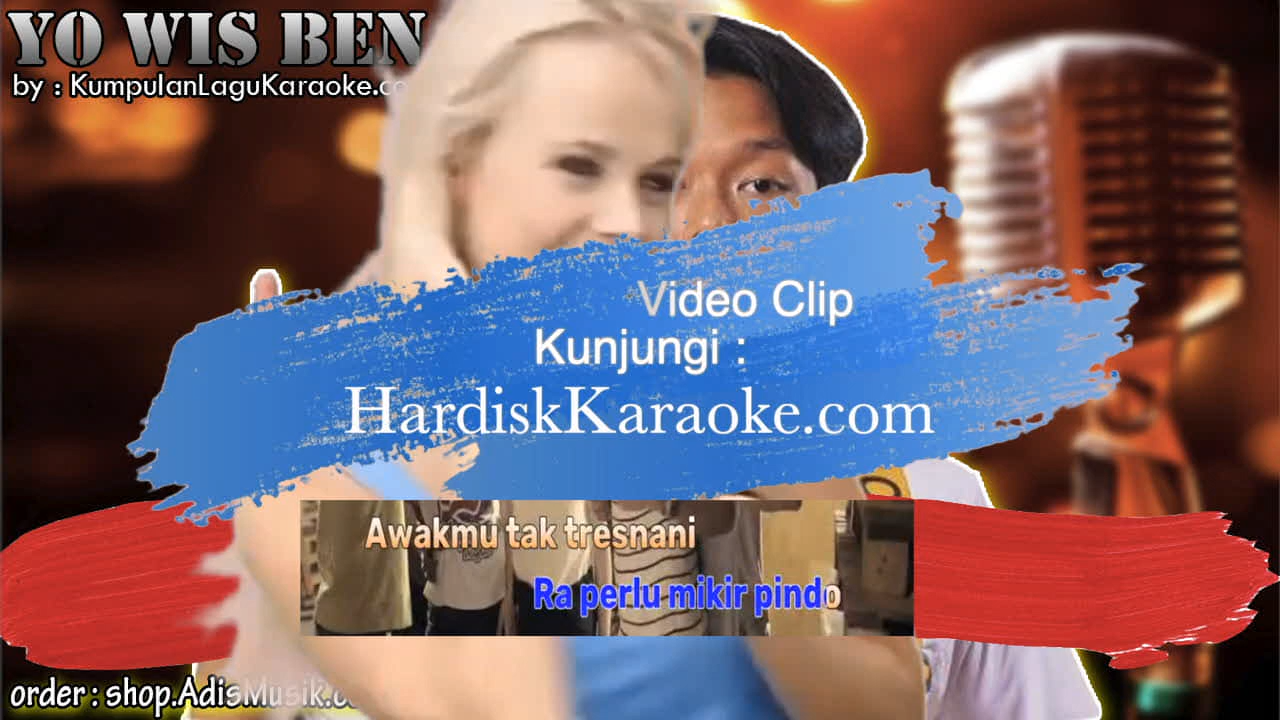 YO WIS BEN
by : KumpulanLaguKaraoke.co
Video Clip
Kunjungi :
HardiskKaraoke.com
Awakmu tak tresnani
Ra perlu mikir pindo
order : shop.AdisMusik.co